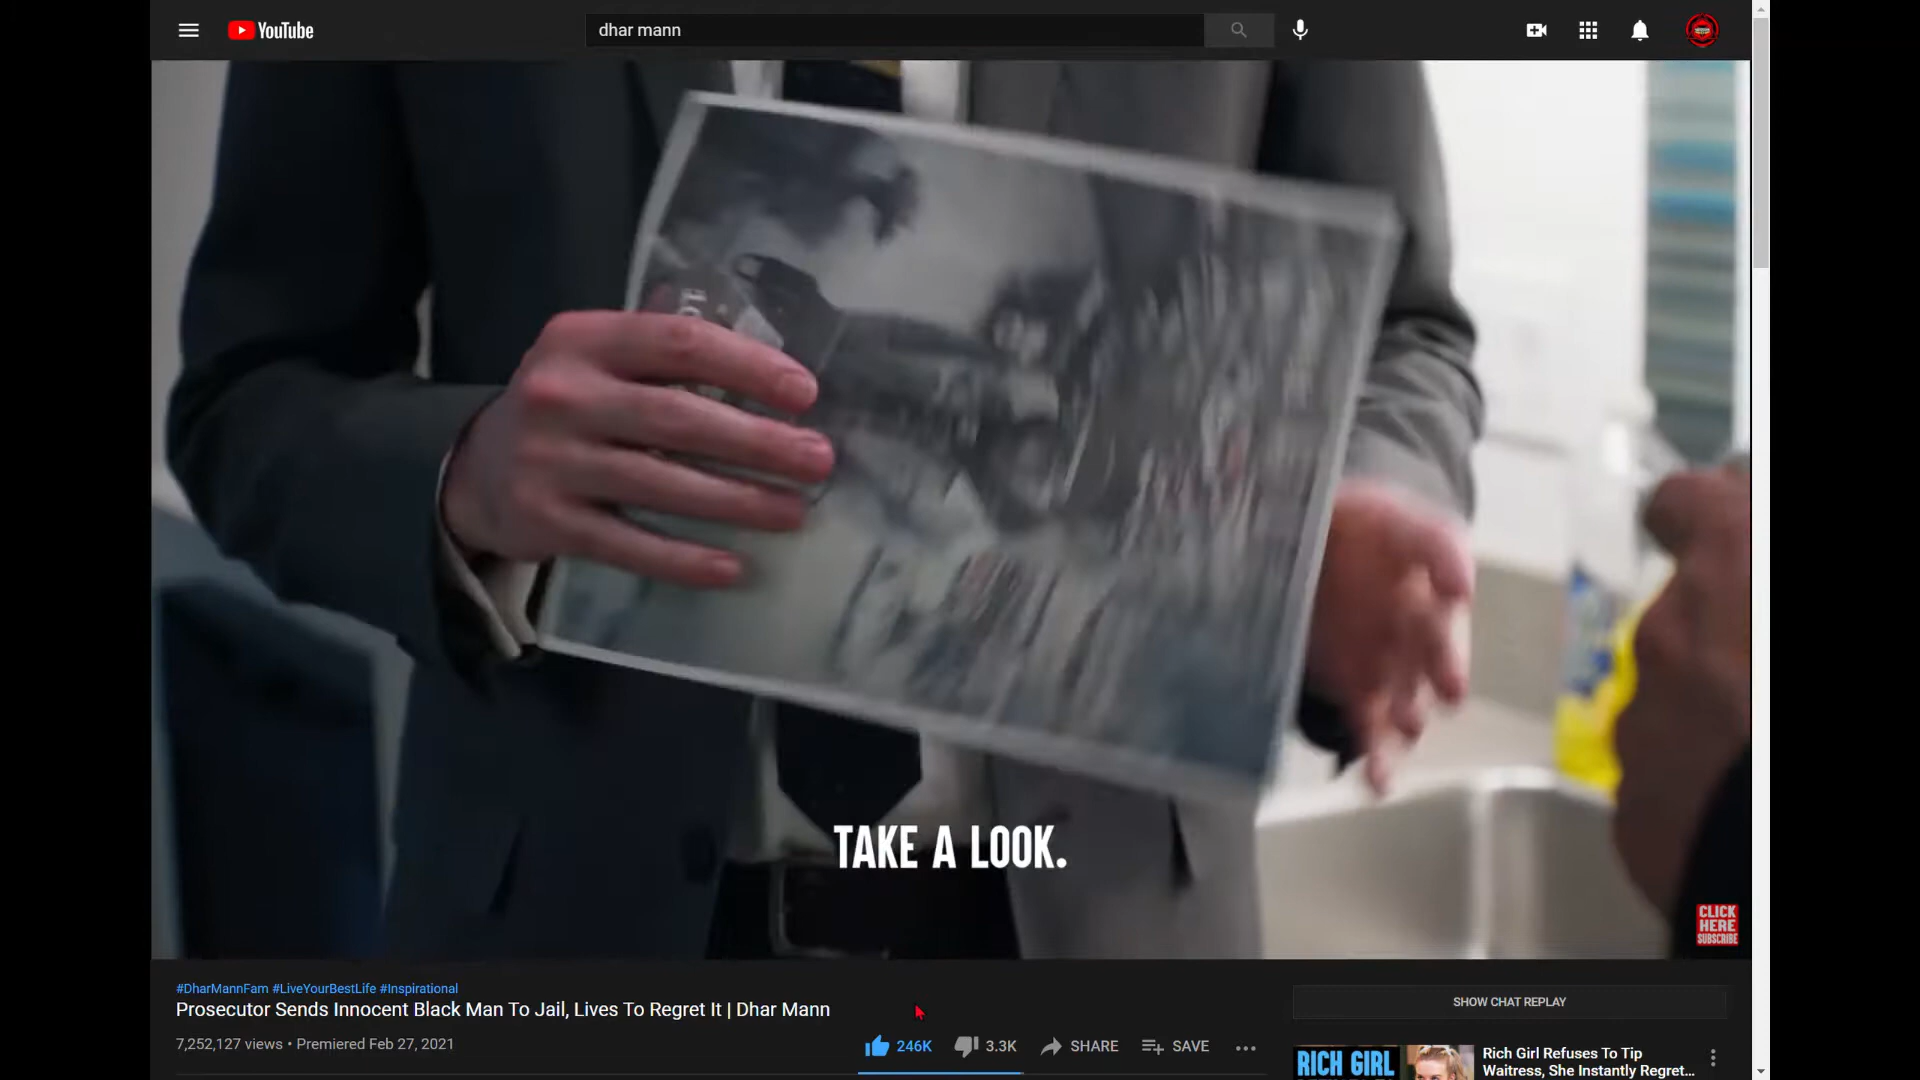 YouTube
dhar mann
TAKE A LOOK.
CLICK
HERE
SUBSCRIBE
#DharMannFam #LiveYourBestLife #Inspirational
Prosecutor Sends Innocent Black Man To Jail, Lives To Regret It | Dhar Mann
7,252,127 views • Premiered Feb 27, 2021
246K
3.3K
SHARE
SAVE
SHOW CHAT REPLAY
RICH GIRL
Rich Girl Refuses To Tip
Waitress, She Instantly Regret...